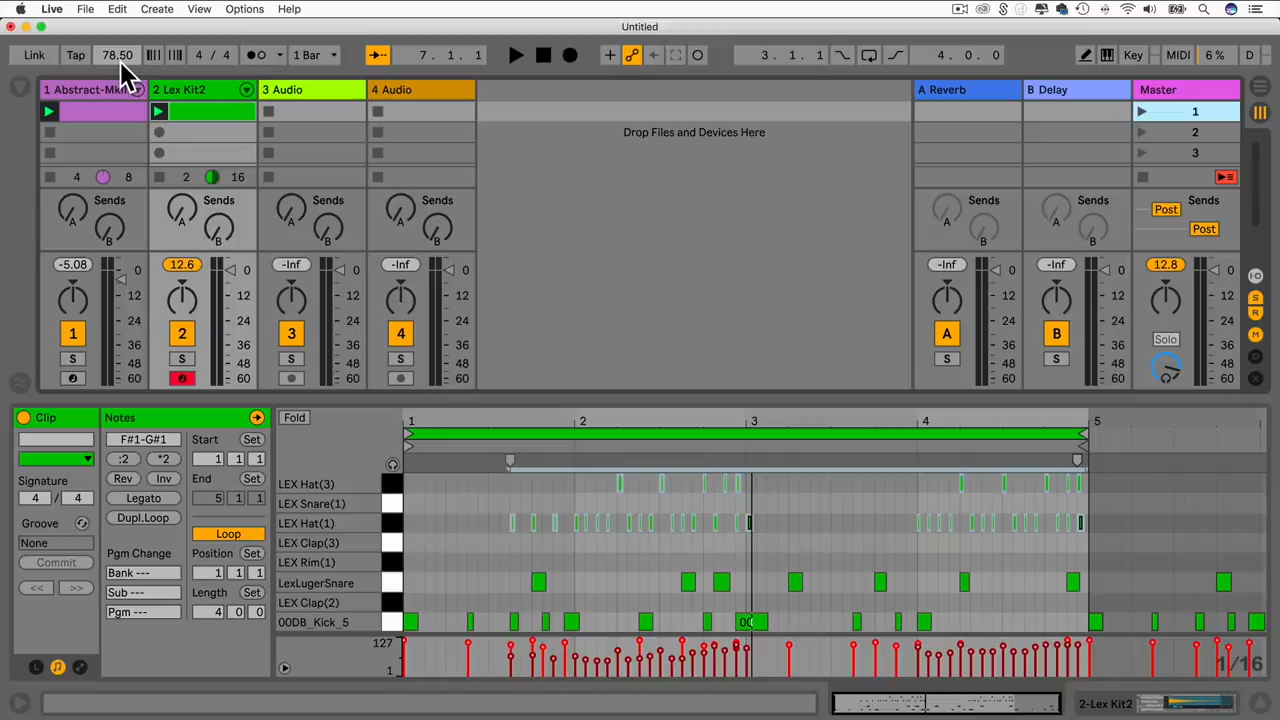 Live File Edit Create View Options Help
Untitled
Link Tap 78.50 4 / 4 1 Bar 7. 1. 1 3. 1. 1 4. 0. 0 Key MIDI 6 % D
2 Lex Kit2 3 Audio 4 Audio A Reverb B Delay Master
1
Drop Files and Devices Here 2
3
4 8 2 16
Sends Sends Sends Sends Sends Sends Sends
A A A A A A Post
B B B B B B Post
-5.08 0 12.6 0 -Inf 0 -Inf 0 -Inf 0 -Inf 0 12.8 0
12 12 12 12 12 12 12
24 24 24 24 24 24 24
1 2 3 4 A B
36 36 36 36 36 36 36 Solo
S S S S S S
48 48 48 48 48 48 48
60 60 60 60 60 60 60
I-O
S
R
M
D
X
Clip Notes Fold 1 2 3 4 5
F#1-G#1 Start Set
:2 *2 1 1 1
Signature Rev Inv End Set
4 / 4 Legato 5 1 1
Groove Dupl.Loop
None Loop
Commit Pgm Change Position Set
<< >> Bank --- 1 1 1
Sub --- Length Set
Pgm --- 4 0 0
LEX Hat(3)
LEX Snare(1)
LEX Hat(1)
LEX Clap(3)
LEX Rim(1)
LexLugerSnare
LEX Clap(2)
00DB_Kick_5
127
1
1/16
2-Lex Kit2